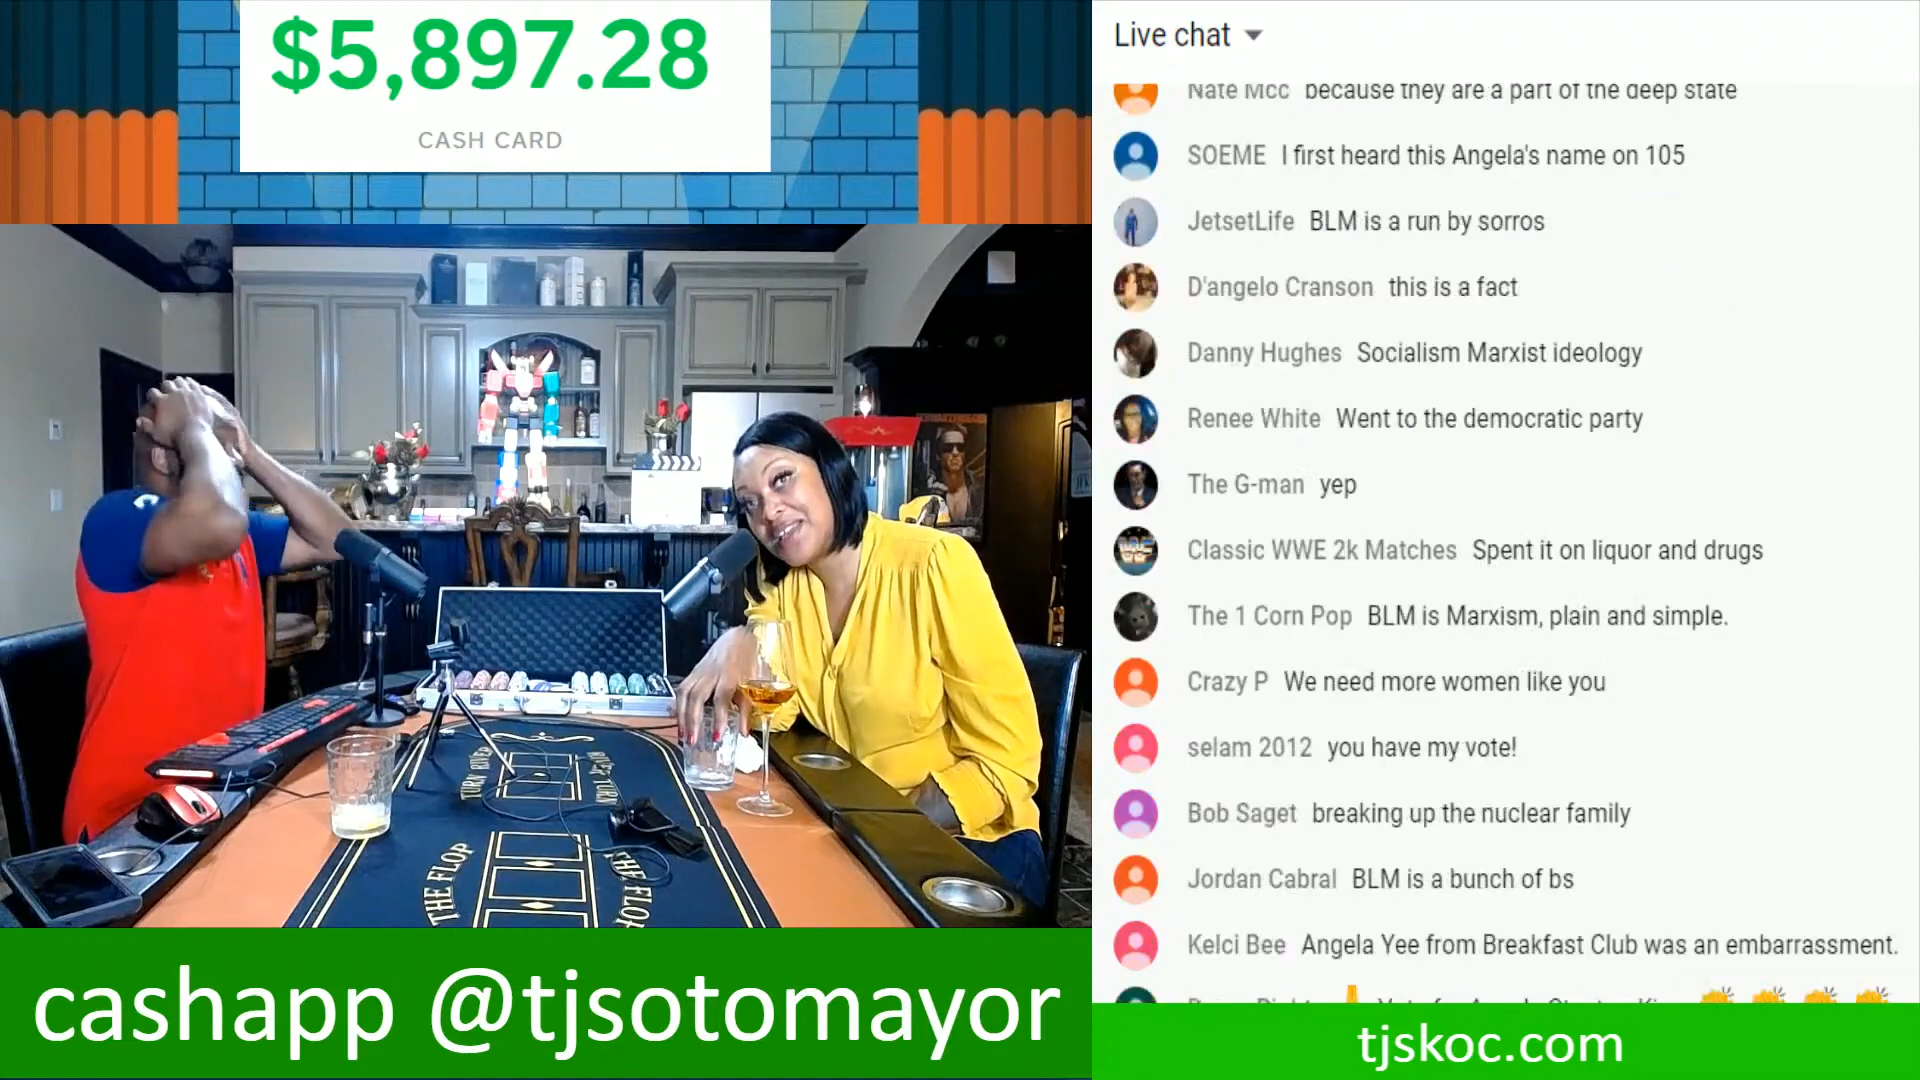 $5,897.28
CASH CARD
TURN RIVER
THE FLOP
THE FLOP
cashapp @tjsotomayor
Live chat
Nate Mcc because they are a part of the deep state
SOEME I first heard this Angela's name on 105
JetsetLife BLM is a run by sorros
D'angelo Cranson this is a fact
Danny Hughes Socialism Marxist ideology
Renee White Went to the democratic party
The G-man yep
Classic WWE 2k Matches Spent it on liquor and drugs
The 1 Corn Pop BLM is Marxism, plain and simple.
Crazy P We need more women like you
selam 2012 you have my vote!
Bob Saget breaking up the nuclear family
Jordan Cabral BLM is a bunch of bs
Kelci Bee Angela Yee from Breakfast Club was an embarrassment.
tjskoc.com